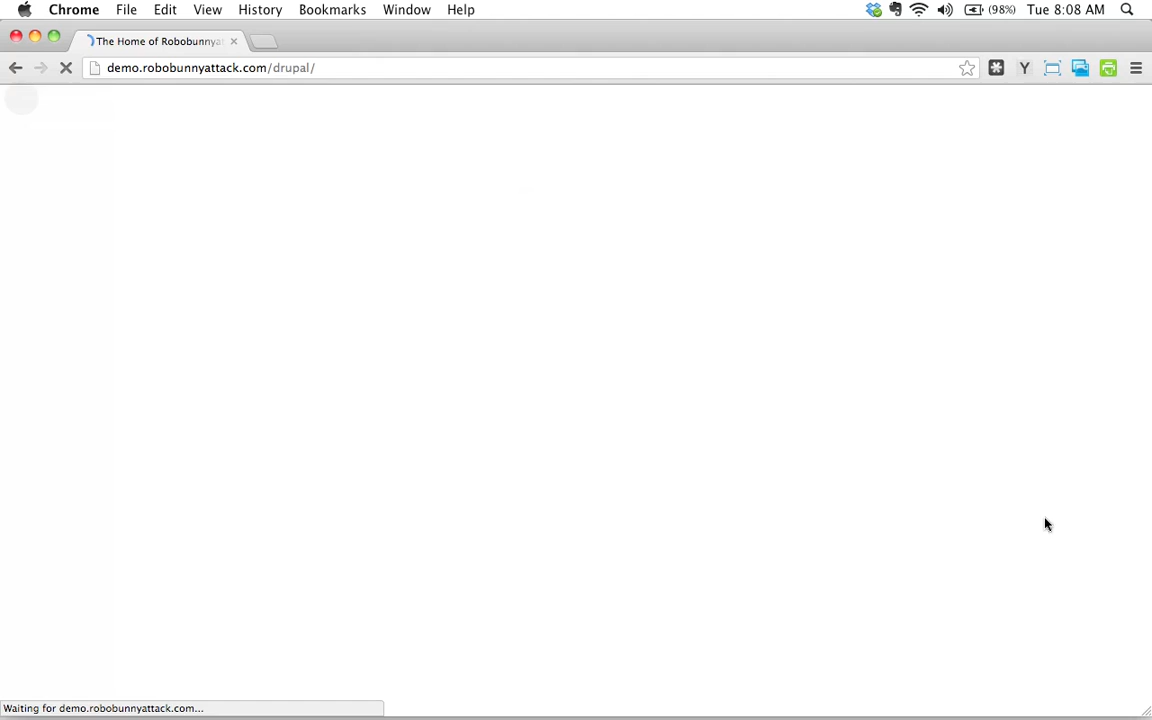 Chrome File Edit View History Bookmarks Window Help (98%) Tue 8:08 AM
The Home of Robobunnyat
demo.robobunnyattack.com/drupal/
Y
Waiting for demo.robobunnyattack.com...